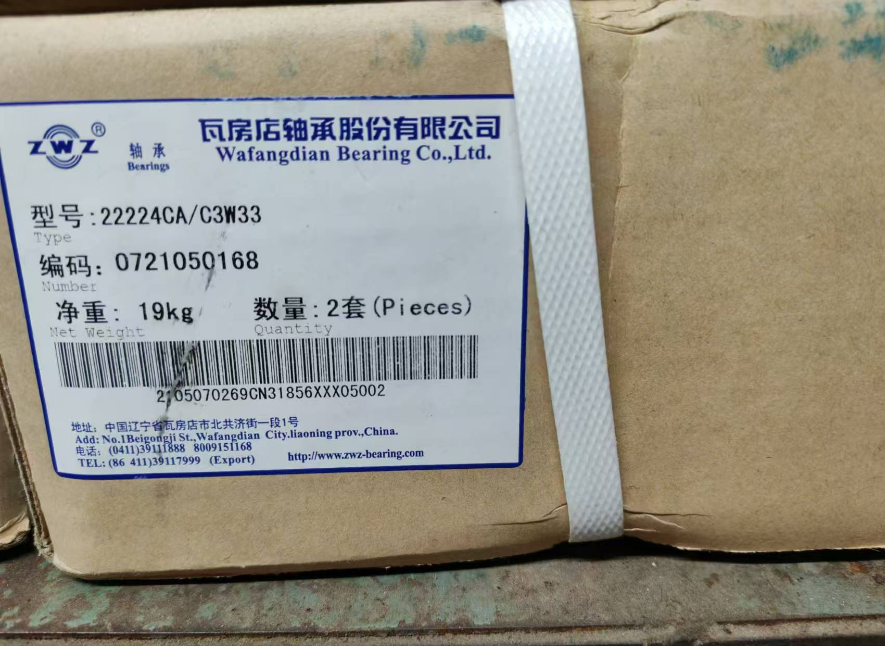 ZWZ®
轴承
Bearings
瓦房店轴承股份有限公司
Wafangdian Bearing Co.,Ltd.
型号:22224CA/C3W33
Type
编码: 0721050168
Number
净重: 19kg 数量:2套(Pieces)
Net Weight Quantity
2105070269CN31856XXX05002
地址: 中国辽宁省瓦房店市北共济街一段1号
Add: No.1Beigongji St.,Wafangdian City.liaoning prov.,China.
电话: (0411)39111888 8009151168
TEL: (86 411)39117999 (Export) http://www.zwz-bearing.com